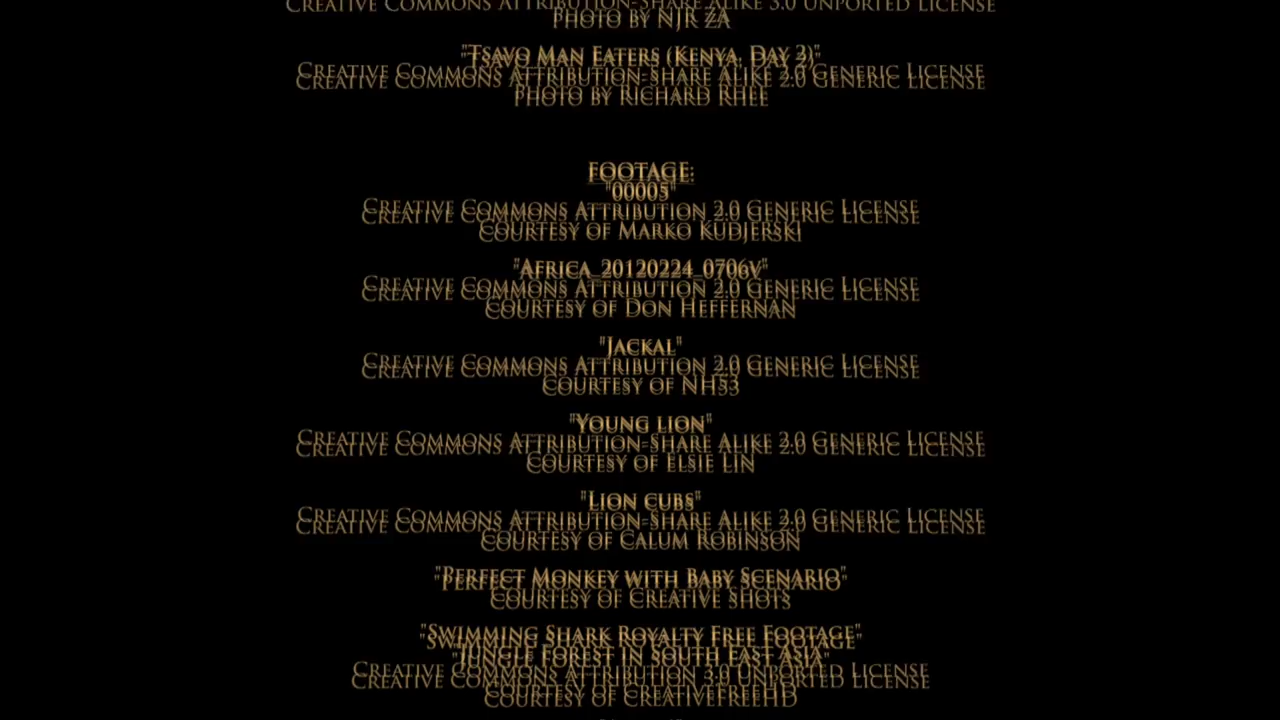 Creative Commons Attribution-Share Alike 3.0 Unported License
Photo by NJR ZA
"Tsavo Man Eaters (Kenya, Day 2)"
Creative Commons Attribution-Share Alike 2.0 Generic License
Photo by Richard Rhee
FOOTAGE:
"00005"
Creative Commons Attribution 2.0 Generic License
Courtesy of Marko Kudjerski
"Africa_20120224_0706V"
Creative Commons Attribution 2.0 Generic License
Courtesy of Don Heffernan
"Jackal"
Creative Commons Attribution 2.0 Generic License
Courtesy of NH53
"Young lion"
Creative Commons Attribution-Share Alike 2.0 Generic License
Courtesy of Elsie Lin
"Lion cubs"
Creative Commons Attribution-Share Alike 2.0 Generic License
Courtesy of Calum Robinson
"Perfect Monkey with Baby Scenario"
Courtesy of Creative Shots
"Swimming Shark Royalty Free Footage"
"Jungle Forest in South East Asia"
Creative Commons Attribution 3.0 Unported License
Courtesy of CreativeFreeHD